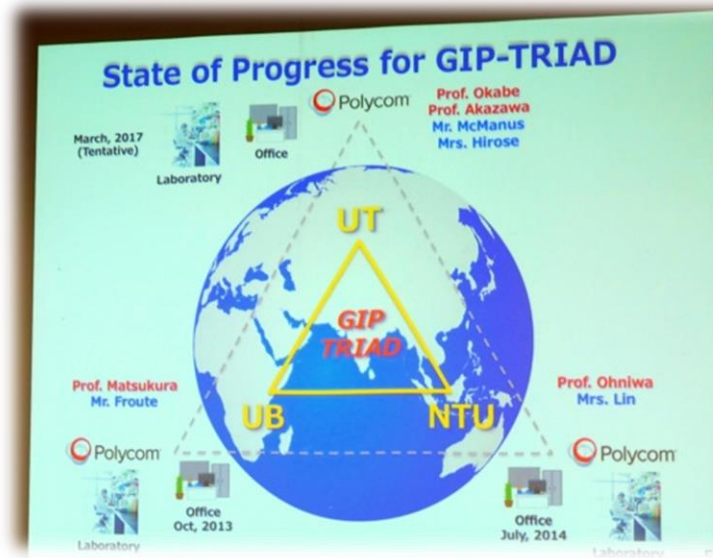 State of Progress for GIP-TRIAD
March, 2017
(Tentative)
Laboratory
Office
Polycom
Prof. Okabe
Prof. Akazawa
Mr. McManus
Mrs. Hirose
UT
GIP
TRIAD
UB
NTU
Prof. Matsukura
Mr. Froute
Polycom
Laboratory
Office
Oct, 2013
Prof. Ohniwa
Mrs. Lin
Polycom
Office
July, 2014
Laboratory